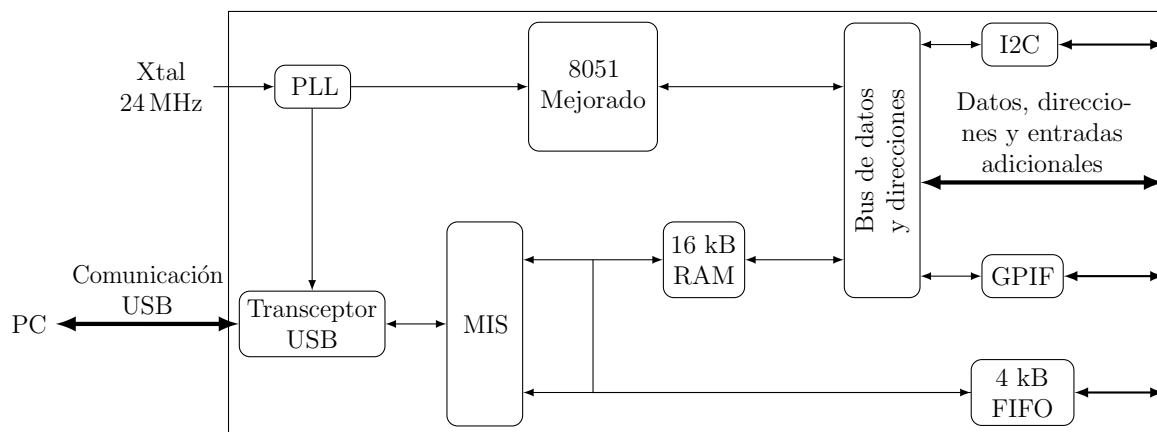 Xtal
24 MHz
PLL
8051
Mejorado
Bus de datos
y direcciones
I2C
Datos, direccio-
nes y entradas
adicionales
16 kB
RAM
GPIF
Comunicación
USB
PC
Transceptor
USB
MIS
4 kB
FIFO